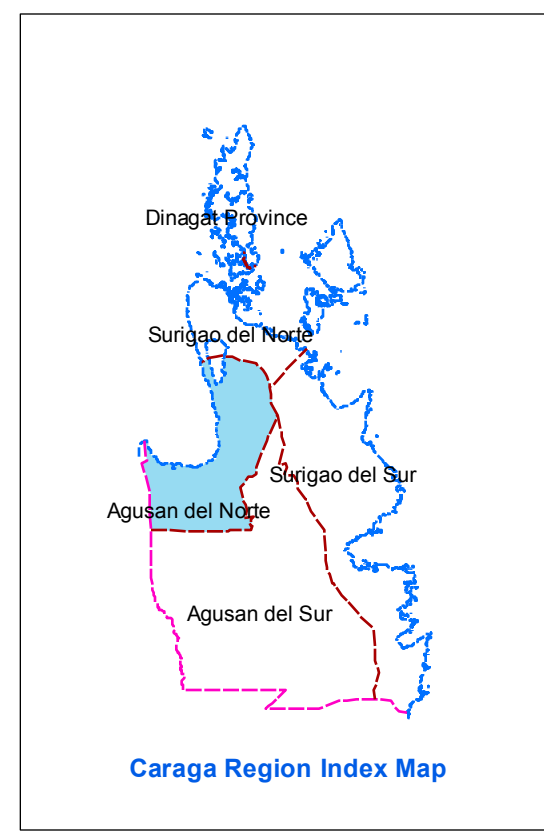 Dinagat Province
Surigao del Norte
Surigao del Sur
Agusan del Norte
Agusan del Sur
Caraga Region Index Map